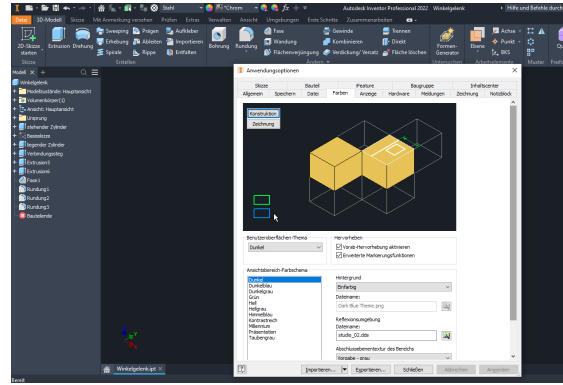 Stahl
*Chrom
Autodesk Inventor Professional 2022 Winkelgelenk
Hilfe und Befehle durch
Datei 3D-Modell Skizze Mit Anmerkung versehen Prüfen Extras Verwalten Ansicht Umgebungen Erste Schritte Zusammenarbeiten
2D-Skizze starten
Extrusion Drehung
Sweeping Prägen Aufkleber
Erhebung Ableiten Importieren
Spirale Rippe Entfalten
Bohrung Rundung
Fase Gewinde Trennen
Wandung Kombinieren Direkt
Flächenverjüngung Verdickung/ Versatz Fläche löschen
Formen-Generator
Ebene
Achse
Punkt
BKS
Skizze Erstellen Ändern Untersuchen Arbeitselemente Muster
Modell
Winkelgelenk
Modellzustände: Hauptansicht
Volumenkörper(1)
Ansicht: Hauptansicht
Ursprung
stehender Zylinder
Basisskizze
liegender Zylinder
Verbindungssteg
Extrusion5
Extrusion6
Fase1
Rundung1
Rundung2
Rundung3
Bauteilende
Anwendungsoptionen
Skizze Bauteil iFeature Baugruppe Inhaltscenter
Allgemein Speichern Datei Farben Anzeige Hardware Meldungen Zeichnung Notizblock
Konstruktion
Zeichnung
Benutzeroberflächen-Thema
Dunkel
Hervorheben
Vorab-Hervorhebung aktivieren
Erweiterte Markierungsfunktionen
Ansichtsbereich-Farbschema
Dunkel
Dunkelblau
Dunkelgrau
Grün
Hell
Hellgrau
Himmelblau
Kontrastreich
Millennium
Präsentation
Taubengrau
Hintergrund
Einfarbig
Dateiname:
Dark Blue Theme.png
Reflexionsumgebung
Dateiname:
studio_02.dds
Abschlussebenentextur des Bereichs
Vorgabe - grau
Importieren... Exportieren... Schließen Abbrechen Anwenden
Winkelgelenk.ipt
Bereit